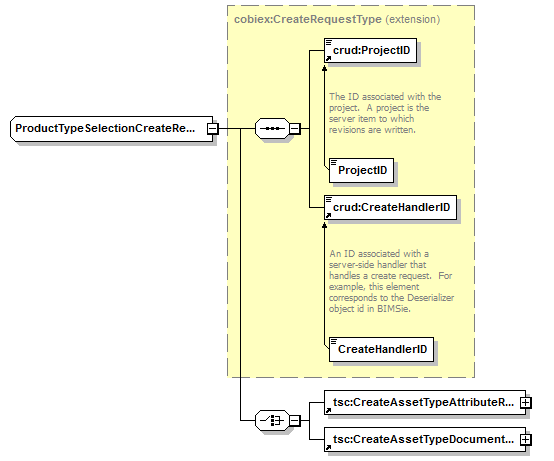 cobiex:CreateRequestType (extension)
crud:ProjectID
The ID associated with the
project. A project is the
server item to which
revisions are written.
ProductTypeSelectionCreateRe...
ProjectID
crud:CreateHandlerID
An ID associated with a
server-side handler that
handles a create request. For
example, this element
corresponds to the Deserializer
object id in BIMSie.
CreateHandlerID
tsc:CreateAssetTypeAttributeR...
tsc:CreateAssetTypeDocument...